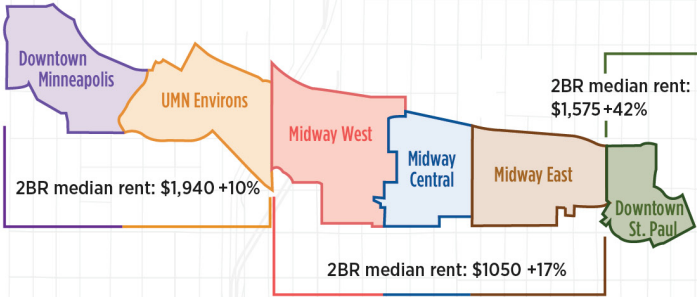 Downtown
Minneapolis
UMN Environs
Midway West
Midway
Central
Midway East
Downtown
St. Paul
2BR median rent:
$1,575 +42%
2BR median rent: $1,940 +10%
2BR median rent: $1050 +17%